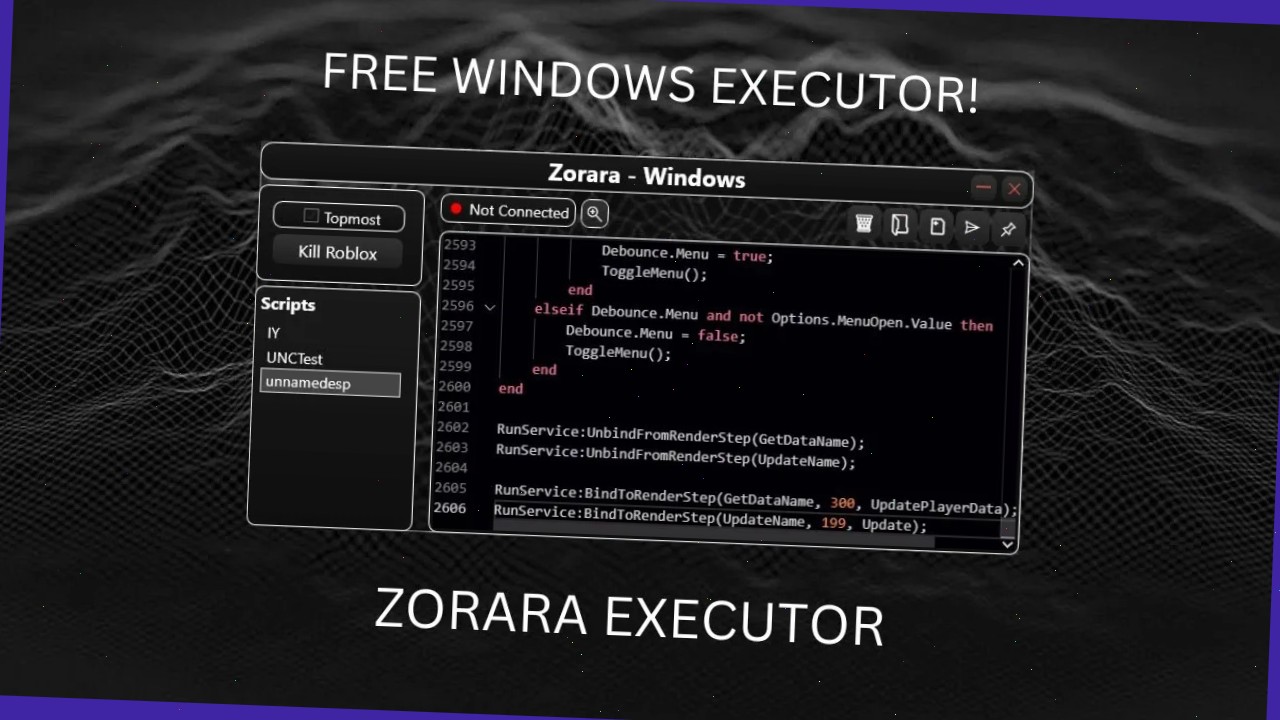 FREE WINDOWS EXECUTOR!
Zorara - Windows
Topmost
Kill Roblox
Scripts
IY
UNCTest
unnamedesp
Not Connected
2593 Debounce.Menu = true;
2594 ToggleMenu();
2595 end
2596 elseif Debounce.Menu and not Options.MenuOpen.Value then
2597 Debounce.Menu = false;
2598 ToggleMenu();
2599 end
2600 end
2601
2602 RunService:UnbindFromRenderStep(GetDataName);
2603 RunService:UnbindFromRenderStep(UpdateName);
2604
2605 RunService:BindToRenderStep(GetDataName, 300, UpdatePlayerData);
2606 RunService:BindToRenderStep(UpdateName, 199, Update);
ZORARA EXECUTOR